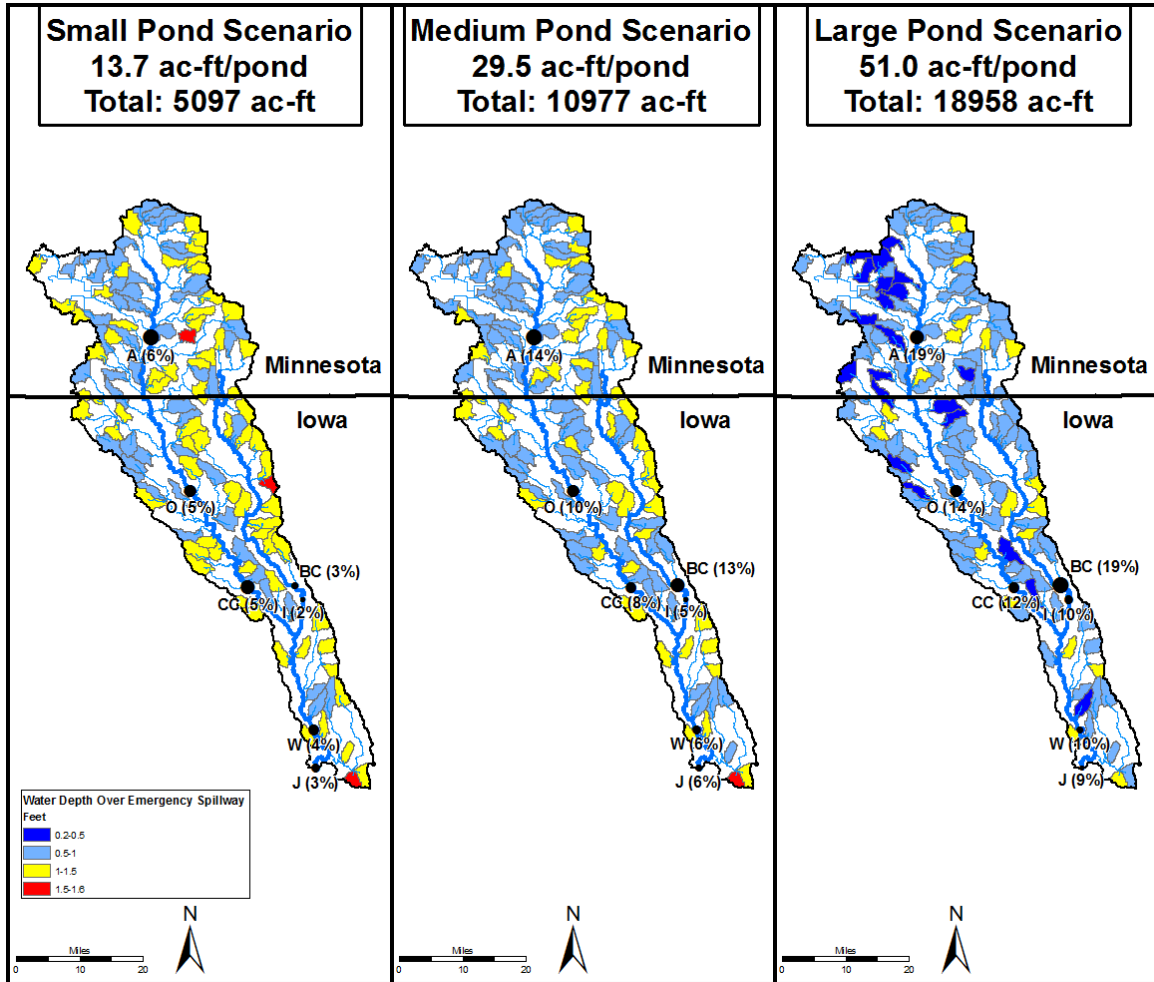 Small Pond Scenario
13.7 ac-ft/pond
Total: 5097 ac-ft
A (6%)
Minnesota
Iowa
O (5%)
BC (3%)
CG (5%)
I (2%)
W (4%)
J (3%)
Water Depth Over Emergency Spillway
Feet
0.2-0.5
0.5-1
1-1.5
1.5-1.6
N
Miles
0 10 20
Medium Pond Scenario
29.5 ac-ft/pond
Total: 10977 ac-ft
A (14%)
Minnesota
Iowa
O (10%)
BC (13%)
CG (8%)
I (5%)
W (6%)
J (6%)
N
Miles
0 10 20
Large Pond Scenario
51.0 ac-ft/pond
Total: 18958 ac-ft
A (19%)
Minnesota
Iowa
O (14%)
BC (19%)
CC (12%)
I (10%)
W (10%)
J (9%)
N
Miles
0 10 20